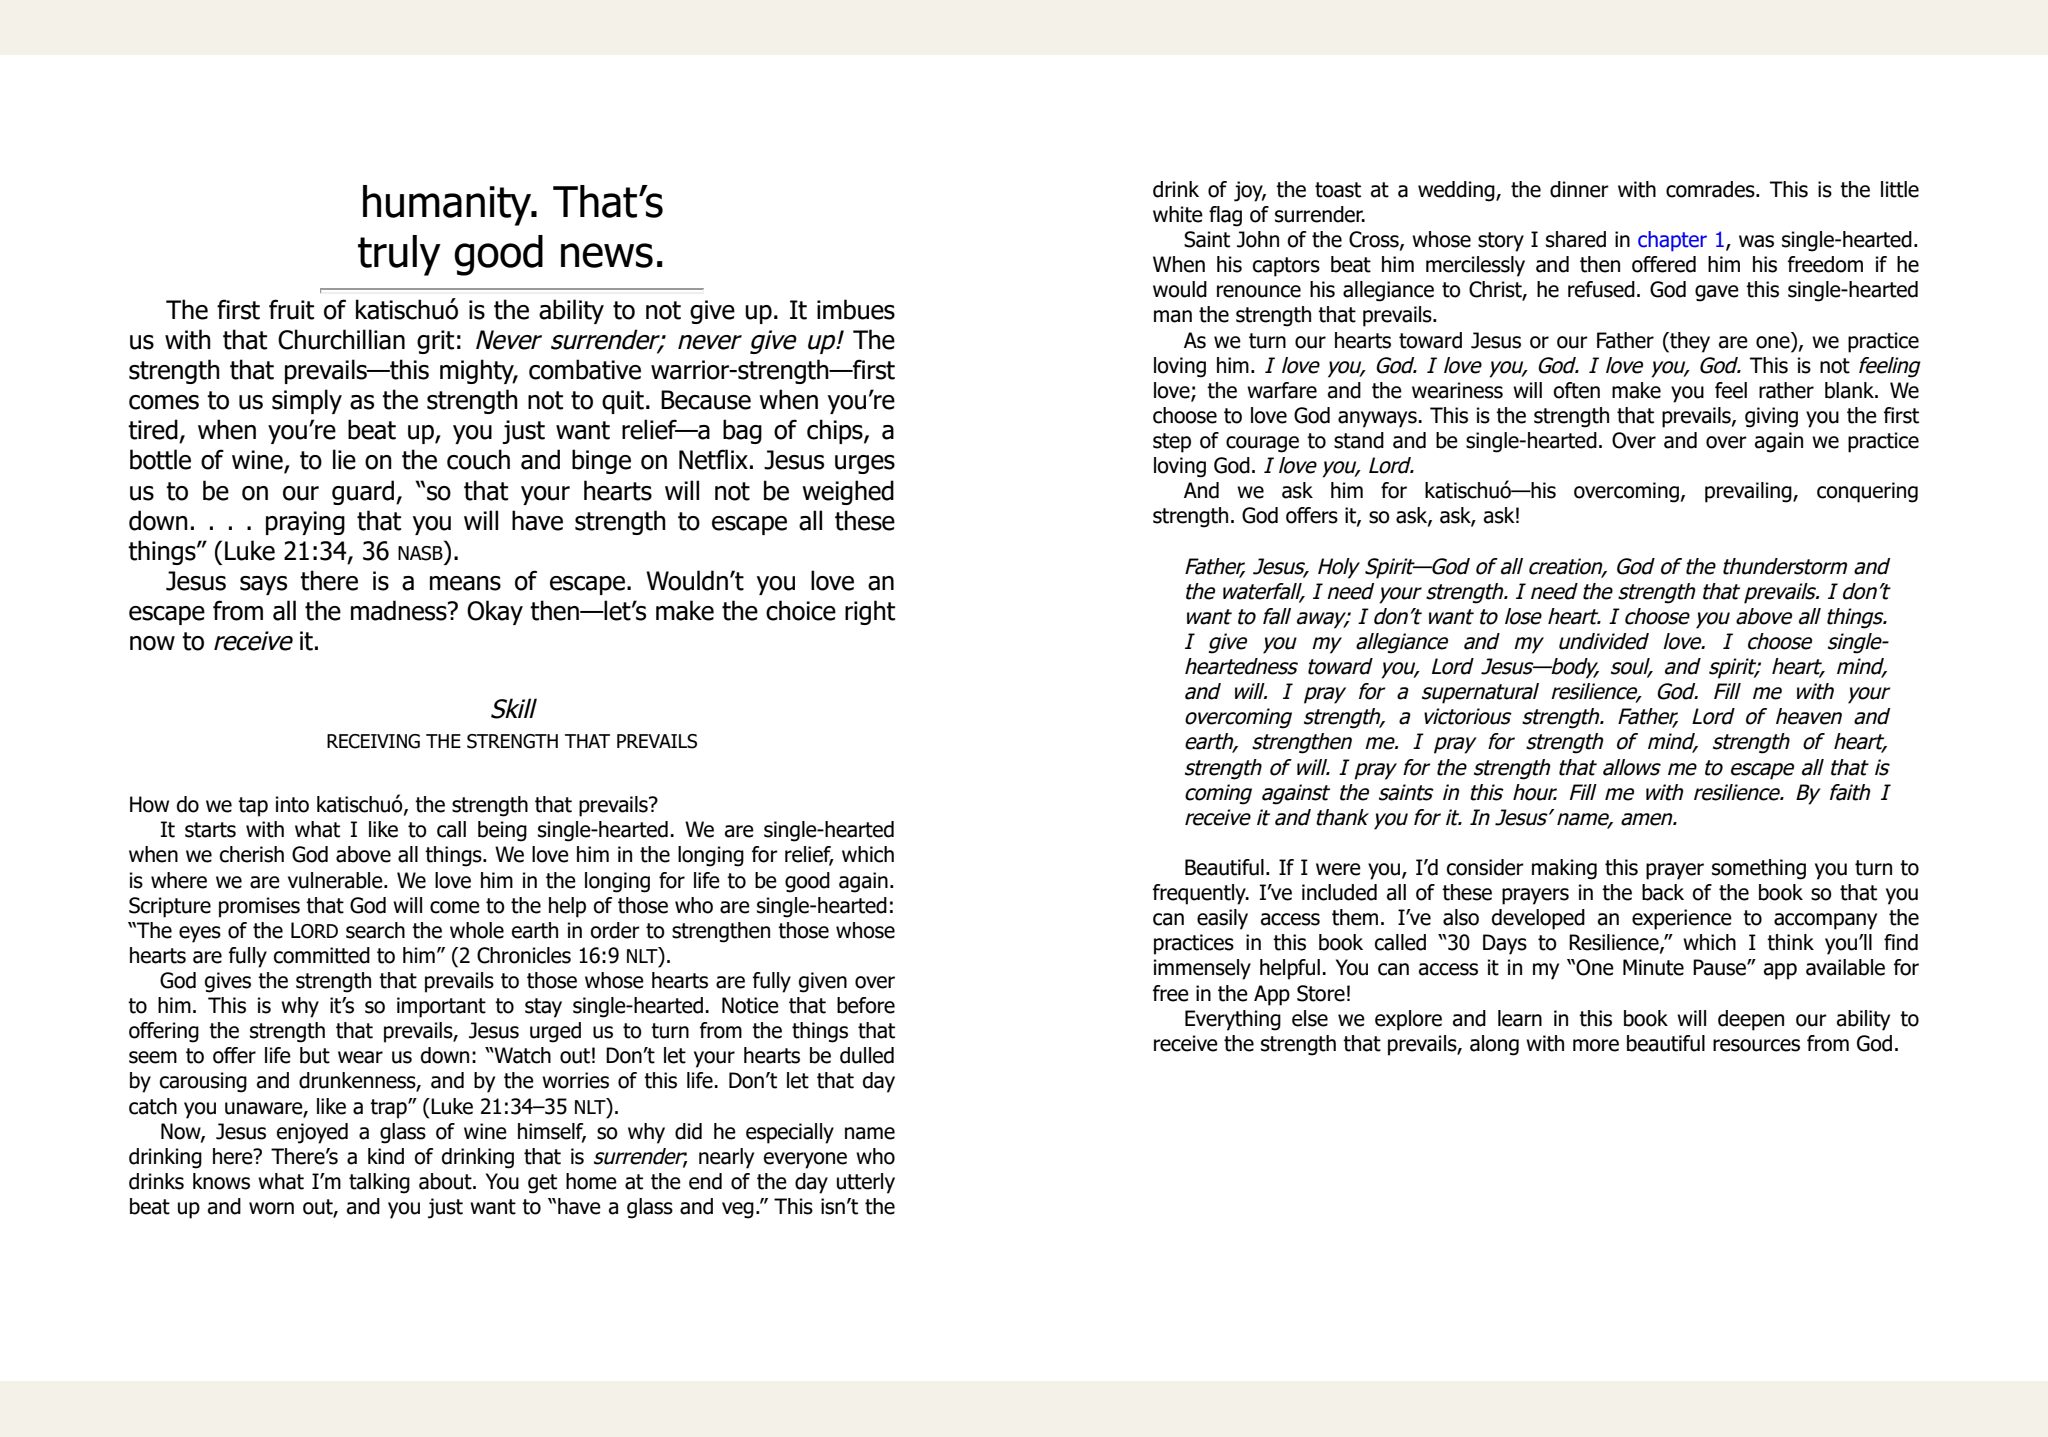 humanity. That’s
truly good news.
The first fruit of katischuó is the ability to not give up. It imbues
us with that Churchillian grit: Never surrender; never give up! The
strength that prevails—this mighty, combative warrior-strength—first
comes to us simply as the strength not to quit. Because when you’re
tired, when you’re beat up, you just want relief—a bag of chips, a
bottle of wine, to lie on the couch and binge on Netflix. Jesus urges
us to be on our guard, “so that your hearts will not be weighed
down. . . . praying that you will have strength to escape all these
things” (Luke 21:34, 36 NASB).
Jesus says there is a means of escape. Wouldn’t you love an
escape from all the madness? Okay then—let’s make the choice right
now to receive it.
Skill
RECEIVING THE STRENGTH THAT PREVAILS
How do we tap into katischuó, the strength that prevails?
It starts with what I like to call being single-hearted. We are single-hearted
when we cherish God above all things. We love him in the longing for relief, which
is where we are vulnerable. We love him in the longing for life to be good again.
Scripture promises that God will come to the help of those who are single-hearted:
“The eyes of the LORD search the whole earth in order to strengthen those whose
hearts are fully committed to him” (2 Chronicles 16:9 NLT).
God gives the strength that prevails to those whose hearts are fully given over
to him. This is why it’s so important to stay single-hearted. Notice that before
offering the strength that prevails, Jesus urged us to turn from the things that
seem to offer life but wear us down: “Watch out! Don’t let your hearts be dulled
by carousing and drunkenness, and by the worries of this life. Don’t let that day
catch you unaware, like a trap” (Luke 21:34–35 NLT).
Now, Jesus enjoyed a glass of wine himself, so why did he especially name
drinking here? There’s a kind of drinking that is surrender; nearly everyone who
drinks knows what I’m talking about. You get home at the end of the day utterly
beat up and worn out, and you just want to “have a glass and veg.” This isn’t the
drink of joy, the toast at a wedding, the dinner with comrades. This is the little
white flag of surrender.
Saint John of the Cross, whose story I shared in chapter 1, was single-hearted.
When his captors beat him mercilessly and then offered him his freedom if he
would renounce his allegiance to Christ, he refused. God gave this single-hearted
man the strength that prevails.
As we turn our hearts toward Jesus or our Father (they are one), we practice
loving him. I love you, God. I love you, God. I love you, God. This is not feeling
love; the warfare and the weariness will often make you feel rather blank. We
choose to love God anyways. This is the strength that prevails, giving you the first
step of courage to stand and be single-hearted. Over and over again we practice
loving God. I love you, Lord.
And we ask him for katischuó—his overcoming, prevailing, conquering
strength. God offers it, so ask, ask, ask!
Father, Jesus, Holy Spirit—God of all creation, God of the thunderstorm and
the waterfall, I need your strength. I need the strength that prevails. I don’t
want to fall away; I don’t want to lose heart. I choose you above all things.
I give you my allegiance and my undivided love. I choose single-
heartedness toward you, Lord Jesus—body, soul, and spirit; heart, mind,
and will. I pray for a supernatural resilience, God. Fill me with your
overcoming strength, a victorious strength. Father, Lord of heaven and
earth, strengthen me. I pray for strength of mind, strength of heart,
strength of will. I pray for the strength that allows me to escape all that is
coming against the saints in this hour. Fill me with resilience. By faith I
receive it and thank you for it. In Jesus’ name, amen.
Beautiful. If I were you, I’d consider making this prayer something you turn to
frequently. I’ve included all of these prayers in the back of the book so that you
can easily access them. I’ve also developed an experience to accompany the
practices in this book called “30 Days to Resilience,” which I think you’ll find
immensely helpful. You can access it in my “One Minute Pause” app available for
free in the App Store!
Everything else we explore and learn in this book will deepen our ability to
receive the strength that prevails, along with more beautiful resources from God.